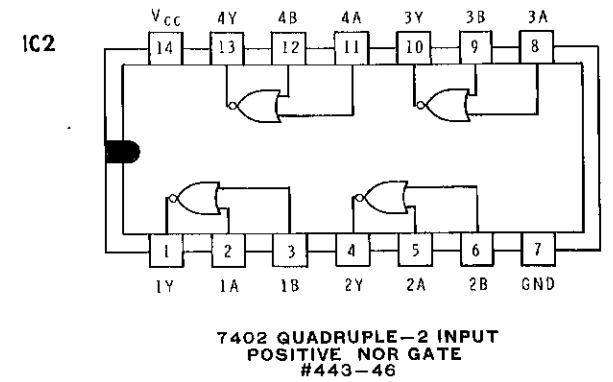 V_CC 4Y 4B 4A 3Y 3B 3A
IC2
14 13 12 11 10 9 8
1 2 3 4 5 6 7
1Y 1A 1B 2Y 2A 2B GND
7402 QUADRUPLE-2 INPUT
POSITIVE NOR GATE
#443-46